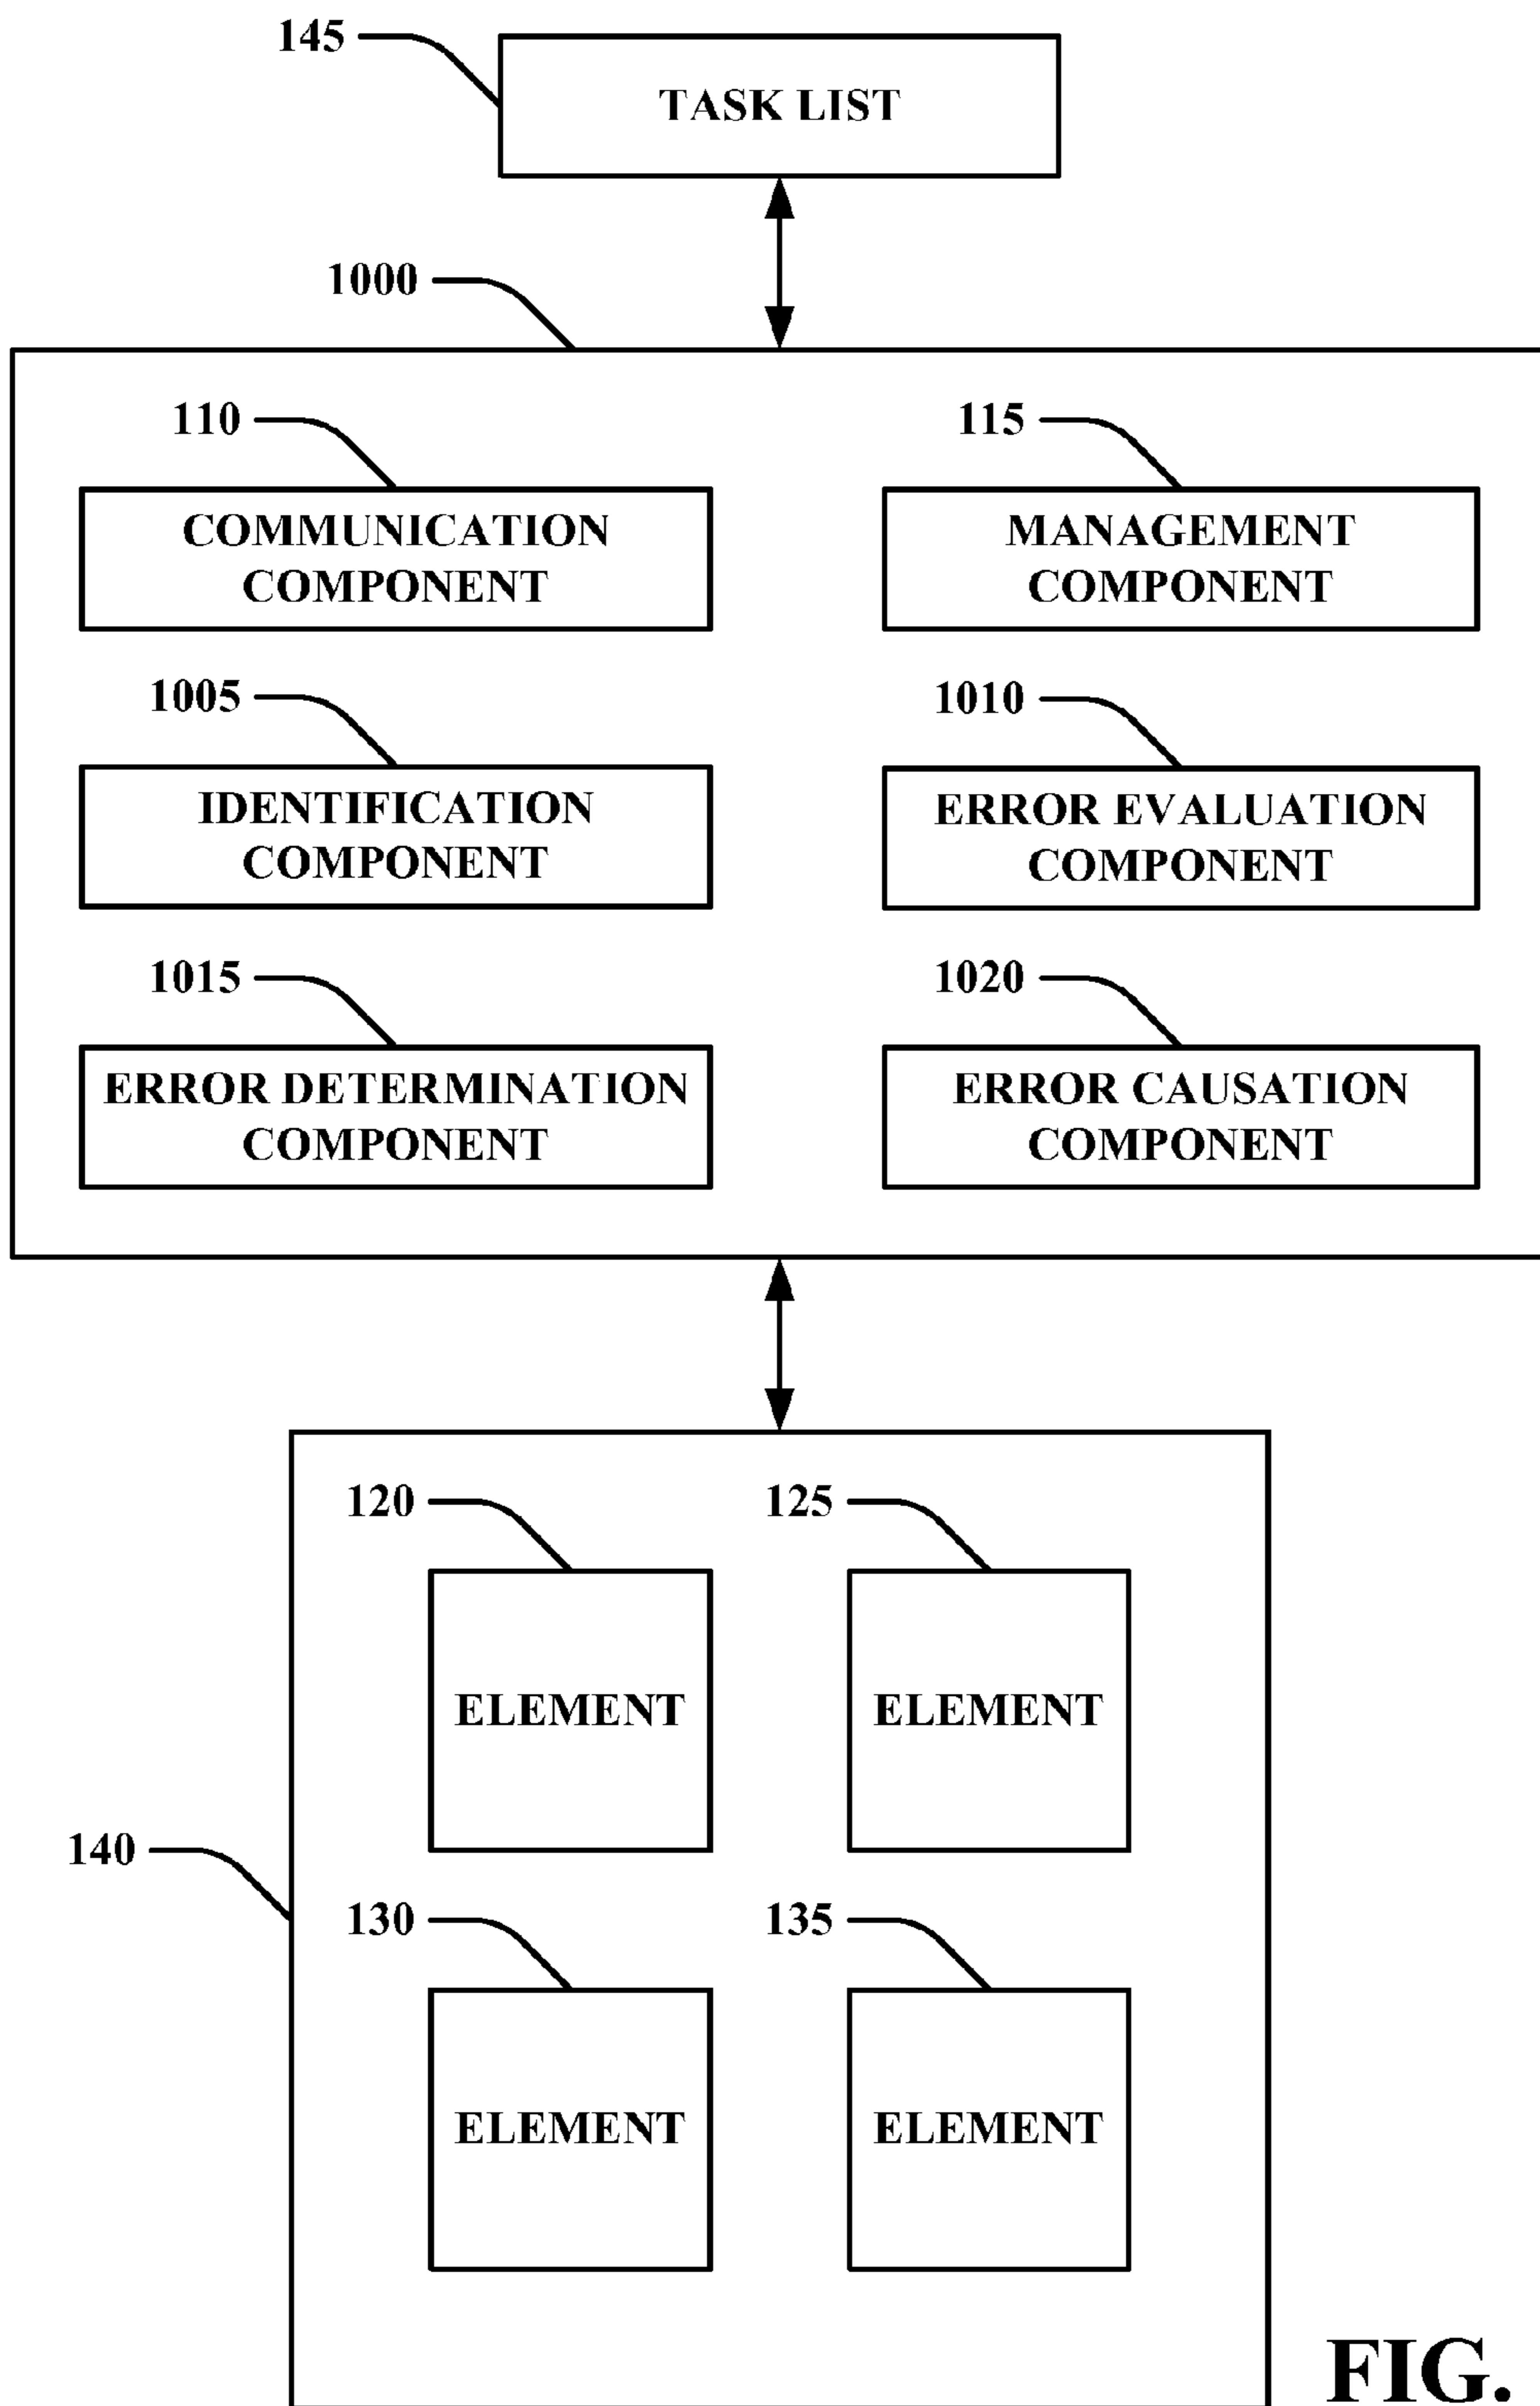 145
TASK LIST
1000
110
115
COMMUNICATION
COMPONENT
MANAGEMENT
COMPONENT
1005
1010
IDENTIFICATION
COMPONENT
ERROR EVALUATION
COMPONENT
1015
1020
ERROR DETERMINATION
COMPONENT
ERROR CAUSATION
COMPONENT
120
125
ELEMENT
ELEMENT
140
130
135
ELEMENT
ELEMENT
FIG.